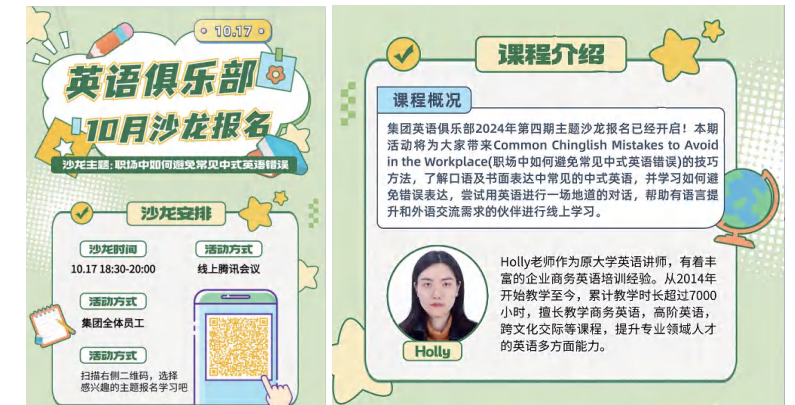 10.17
英语俱乐部
10月沙龙报名
沙龙主题:职场中如何避免常见中式英语错误
沙龙安排
沙龙时间
10.17 18:30-20:00
活动方式
线上腾讯会议
活动方式
集团全体员工
活动方式
扫描右侧二维码，选择
感兴趣的主题报名学习吧
课程介绍
课程概况
集团英语俱乐部2024年第四期主题沙龙报名已经开启！本期
活动将为大家带来Common Chinglish Mistakes to Avoid
in the Workplace(职场中如何避免常见中式英语错误)的技巧
方法，了解口语及书面表达中常见的中式英语，并学习如何避
免错误表达，尝试用英语进行一场地道的对话，帮助有语言提
升和外语交流需求的伙伴进行线上学习。
Holly老师作为原大学英语讲师，有着丰
富的企业商务英语培训经验。从2014年
开始教学至今，累计教学时长超过7000
小时，擅长教学商务英语，高阶英语，
跨文化交际等课程，提升专业领域人才
的英语多方面能力。
Holly